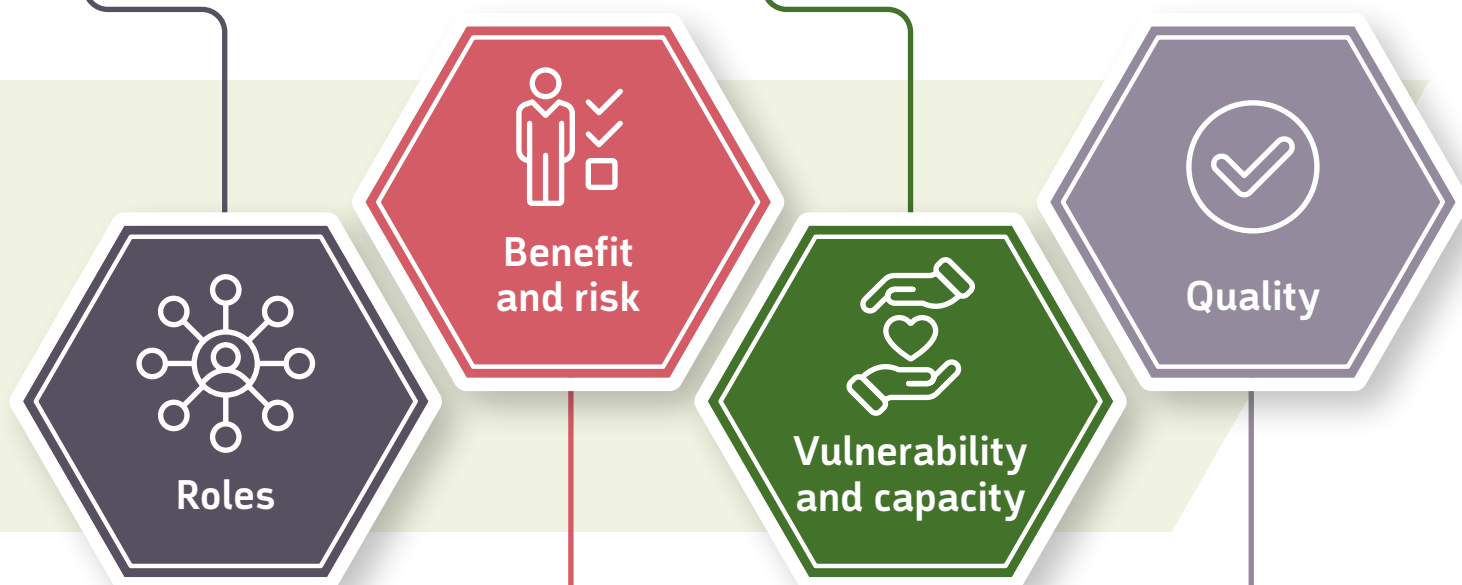 Roles
Benefit
and risk
Vulnerability
and capacity
Quality